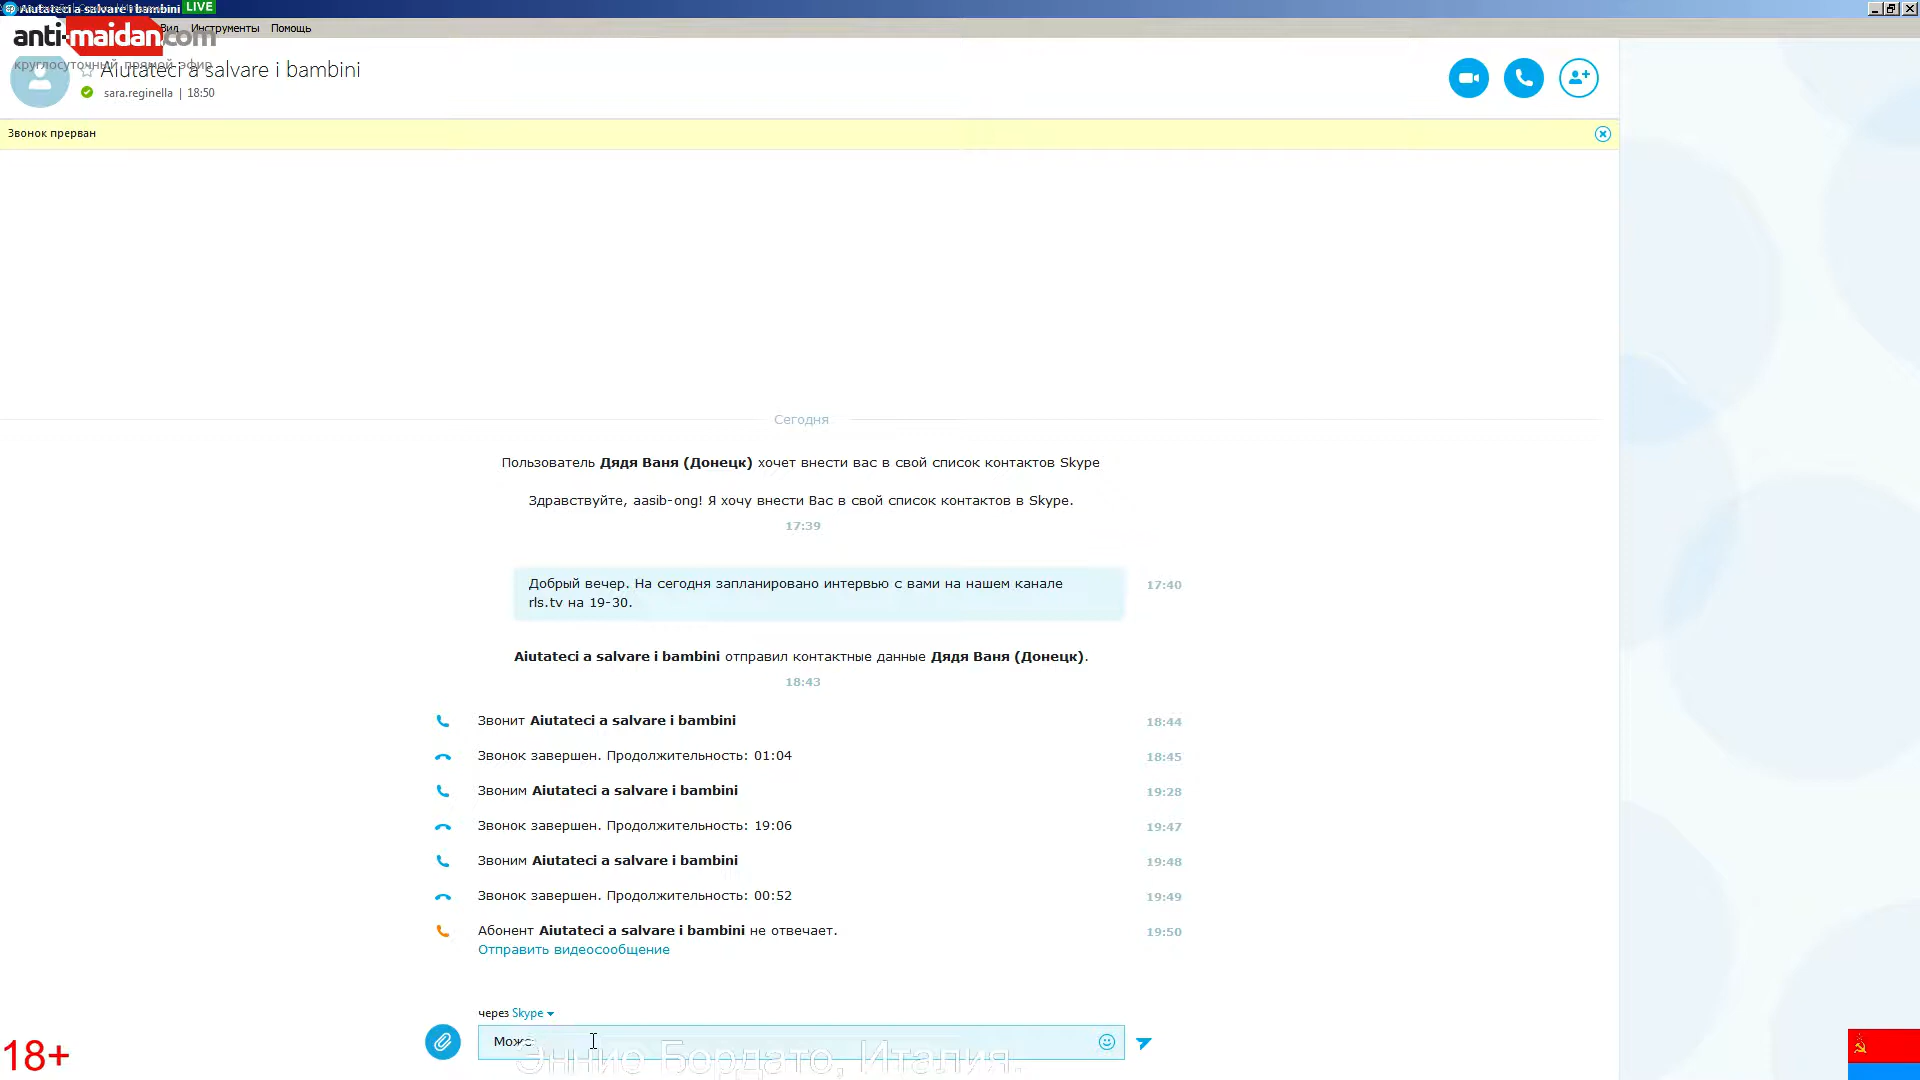 Aiutateci a salvare i bambini
LIVE
anti-maidan.com
Вид Инструменты Помощь
круглосуточный прямой эфир
Aiutateci a salvare i bambini
sara.reginella | 18:50
Звонок прерван
Сегодня
Пользователь Дядя Ваня (Донецк) хочет внести вас в свой список контактов Skype
Здравствуйте, aasib-ong! Я хочу внести Вас в свой список контактов в Skype.
17:39
Добрый вечер. На сегодня запланировано интервью с вами на нашем канале 17:40
rls.tv на 19-30.
Aiutateci a salvare i bambini отправил контактные данные Дядя Ваня (Донецк).
18:43
Звонит Aiutateci a salvare i bambini 18:44
Звонок завершен. Продолжительность: 01:04 18:45
Звоним Aiutateci a salvare i bambini 19:28
Звонок завершен. Продолжительность: 19:06 19:47
Звоним Aiutateci a salvare i bambini 19:48
Звонок завершен. Продолжительность: 00:52 19:49
Абонент Aiutateci a salvare i bambini не отвечает. 19:50
Отправить видеосообщение
через Skype
Эннио Бордато, Италия.
18+